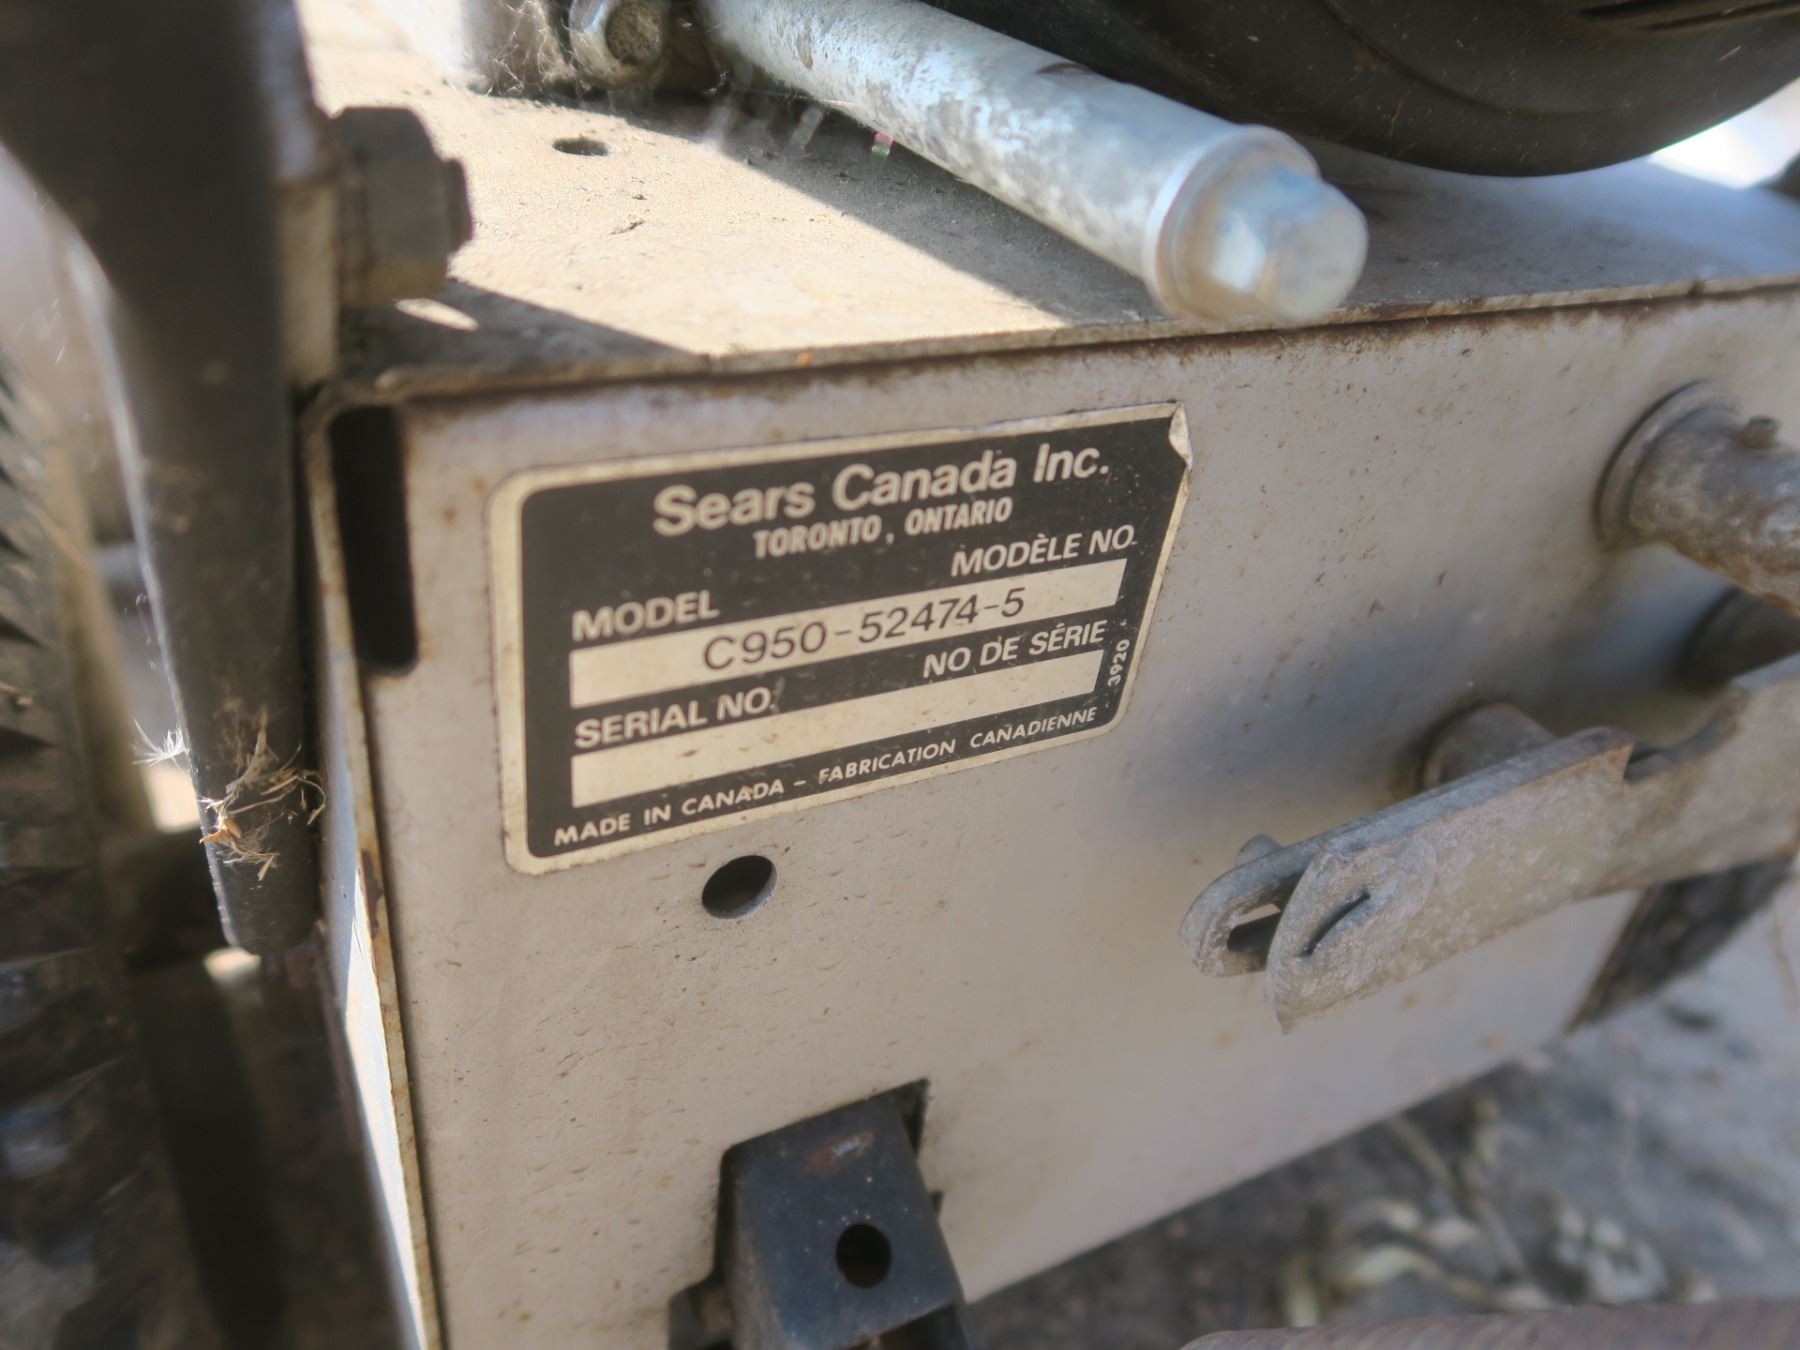 Sears Canada Inc.
TORONTO, ONTARIO
MODEL MODÈLE NO.
C950-52474-5
SERIAL NO. NO DE SÉRIE
3920
MADE IN CANADA – FABRICATION CANADIENNE